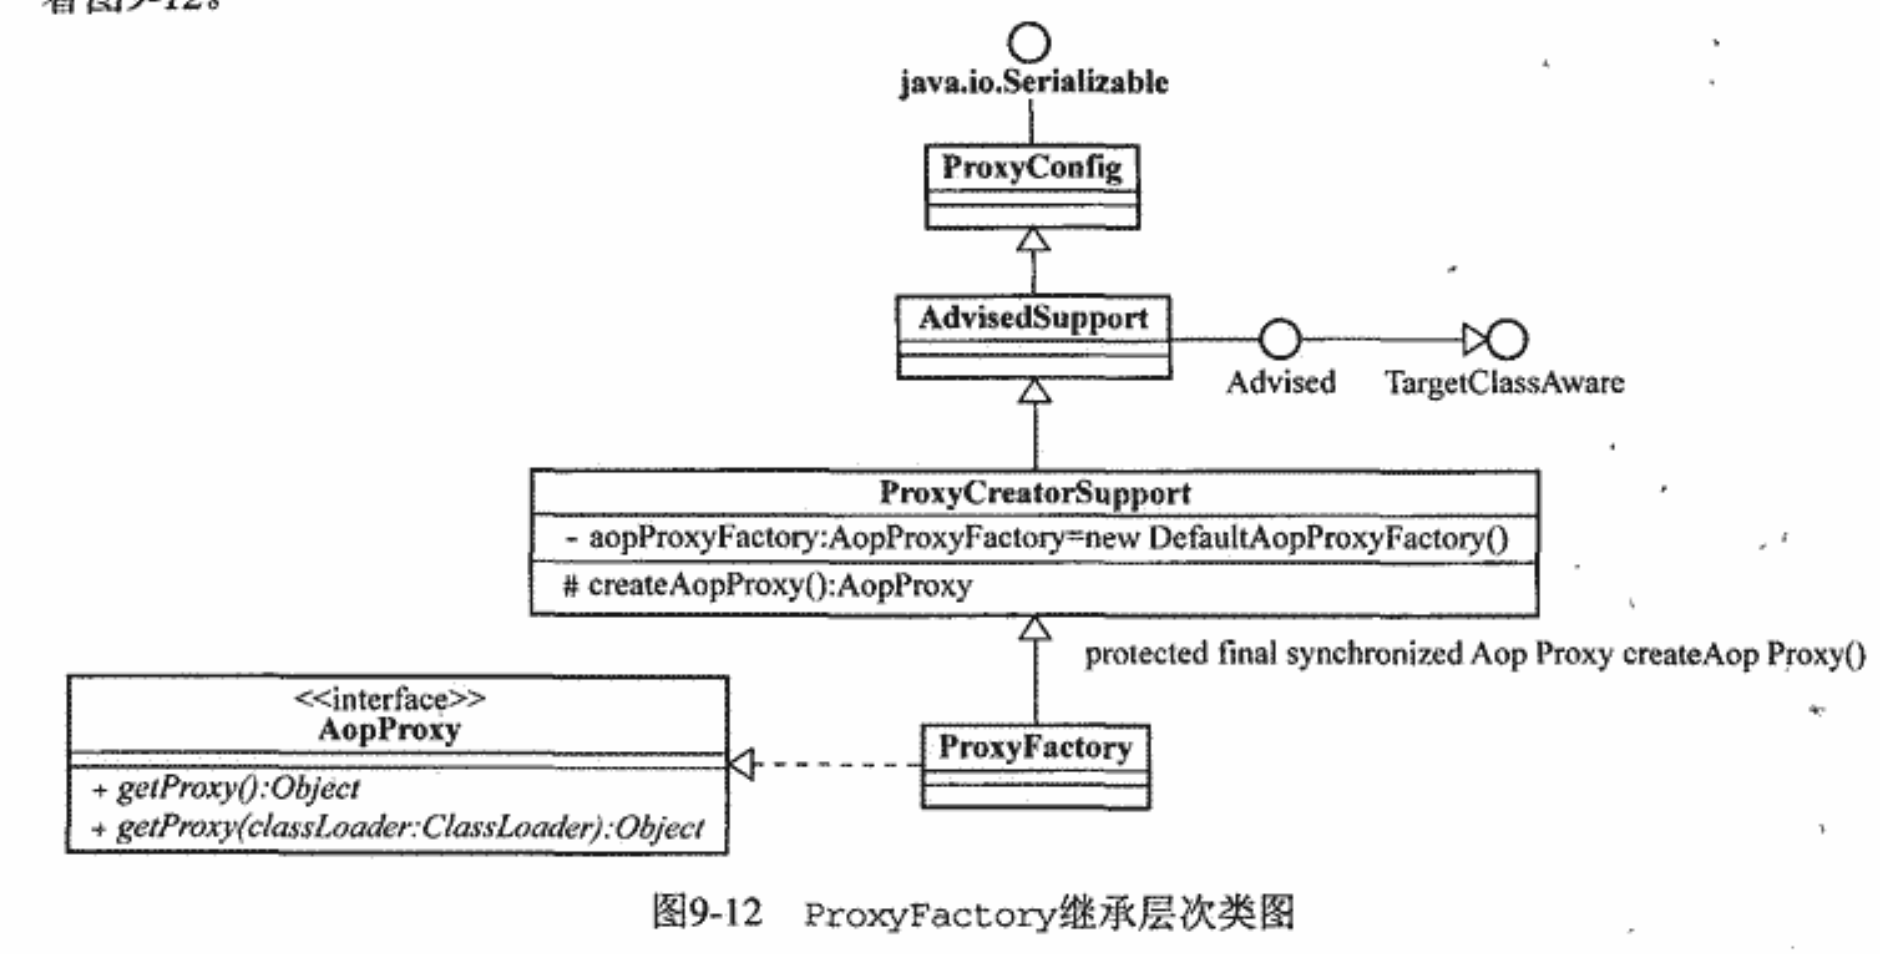 看图9-12。
java.io.Serializable
ProxyConfig
AdvisedSupport
Advised
TargetClassAware
ProxyCreatorSupport
- aopProxyFactory:AopProxyFactory=new DefaultAopProxyFactory()
# createAopProxy():AopProxy
protected final synchronized Aop Proxy createAop Proxy()
<<interface>>
AopProxy
+ getProxy():Object
+ getProxy(classLoader:ClassLoader):Object
ProxyFactory
图9-12 ProxyFactory继承层次类图